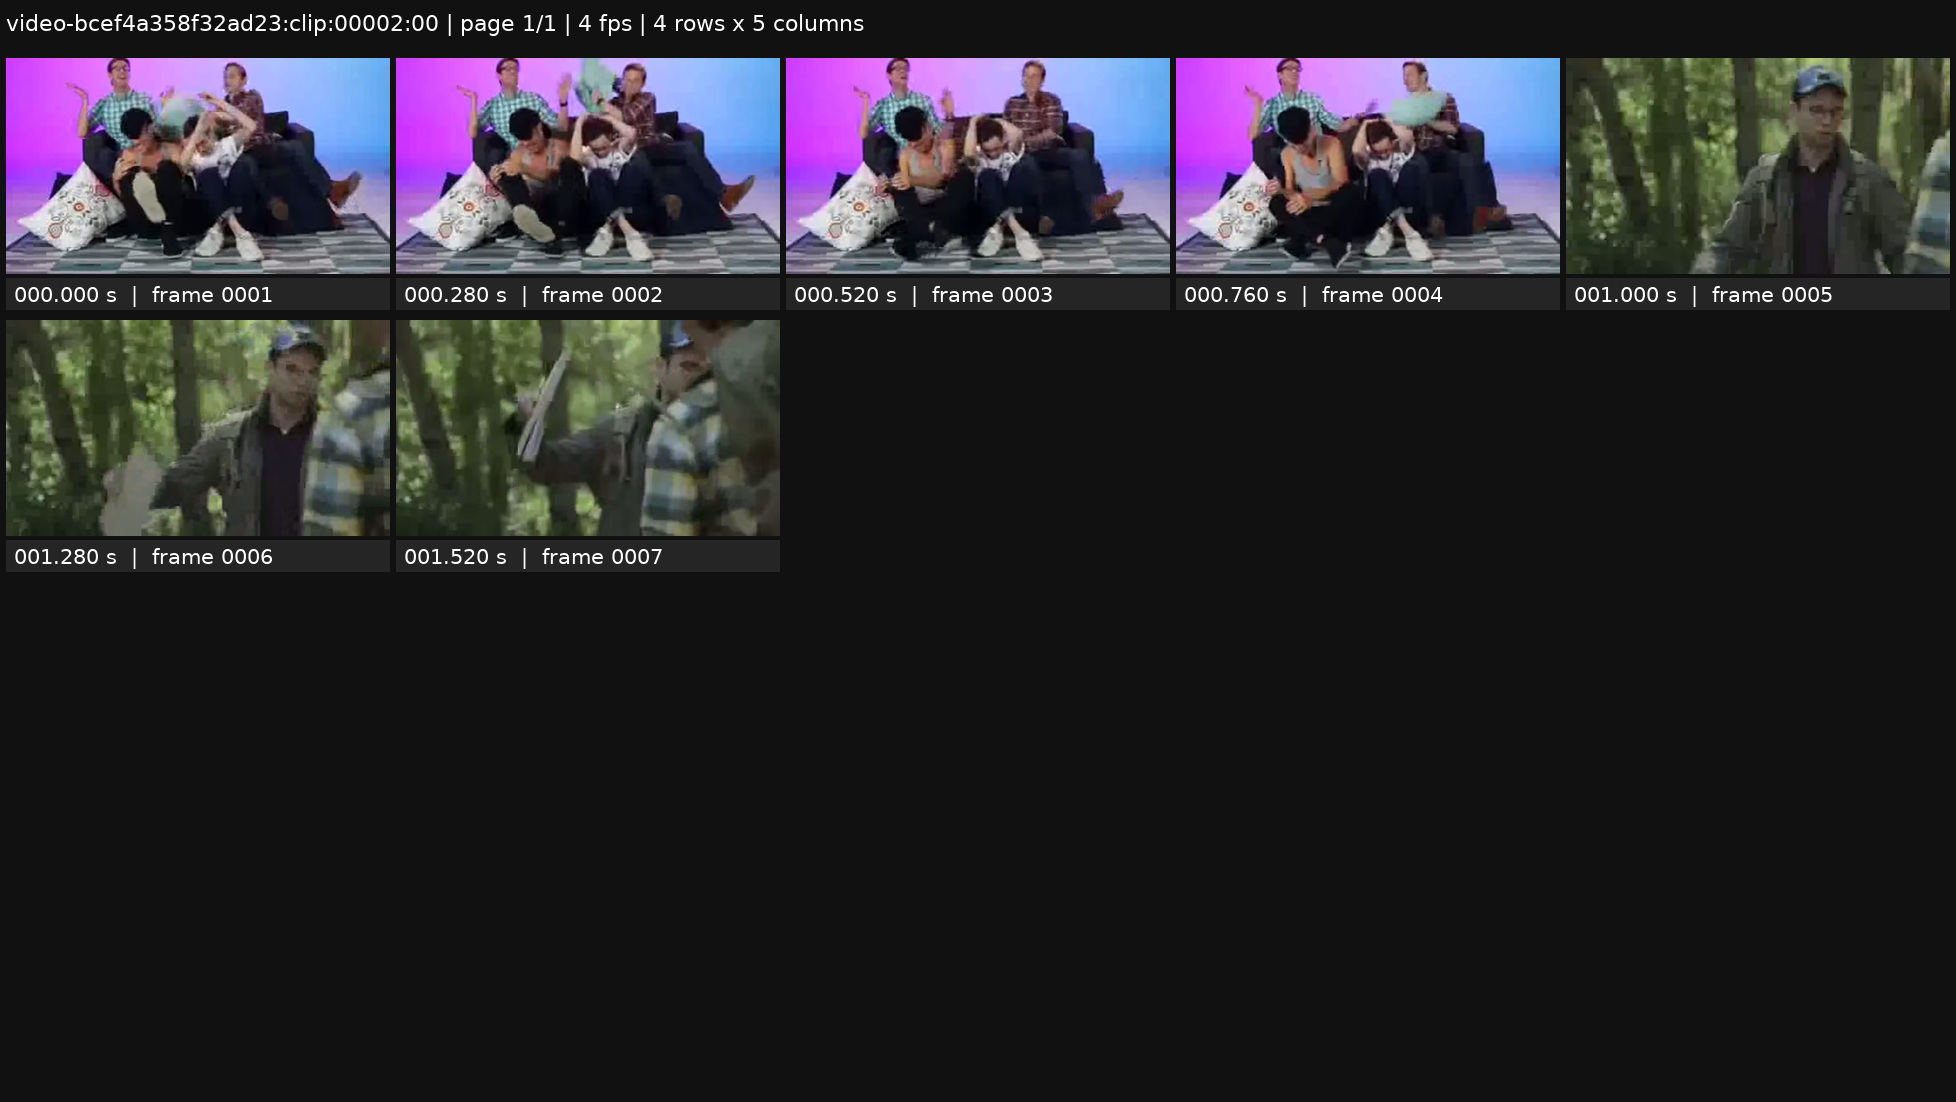 video-bcef4a358f32ad23:clip:00002:00 | page 1/1 | 4 fps | 4 rows x 5 columns
000.000 s | frame 0001
000.280 s | frame 0002
000.520 s | frame 0003
000.760 s | frame 0004
001.000 s | frame 0005
001.280 s | frame 0006
001.520 s | frame 0007